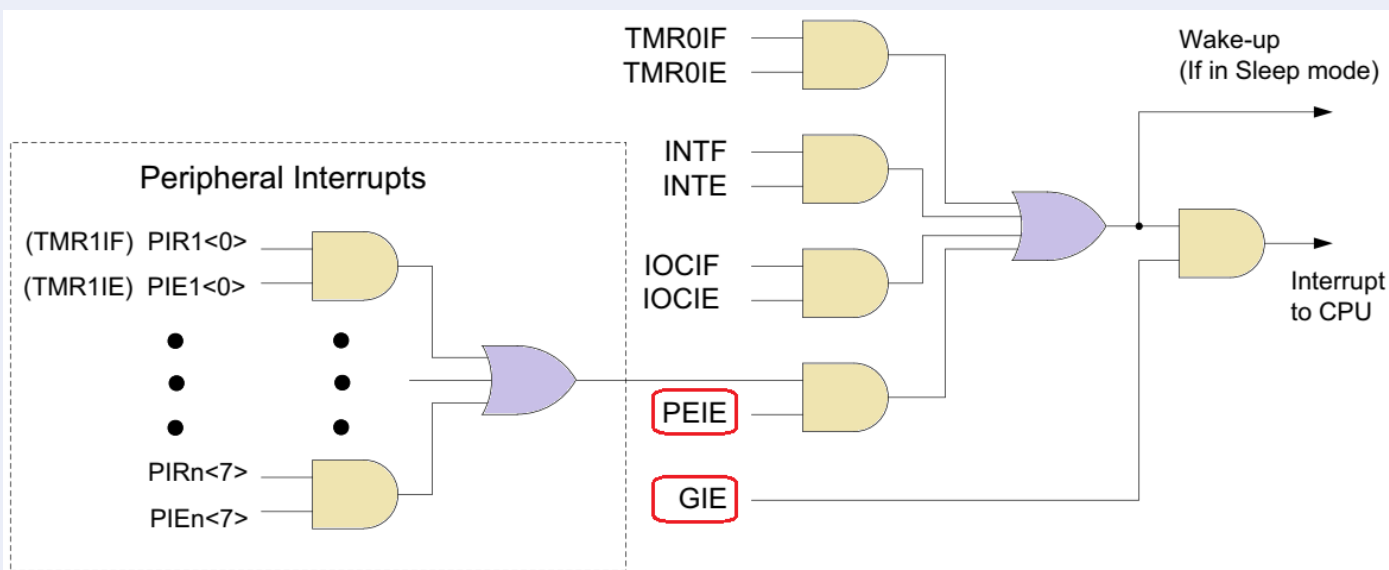 TMR0IF
TMR0IE
Wake-up
(If in Sleep mode)
INTF
INTE
Peripheral Interrupts
(TMR1IF) PIR1<0>
(TMR1IE) PIE1<0>
IOCIF
IOCIE
Interrupt
to CPU
PEIE
PIRn<7>
PIEn<7>
GIE